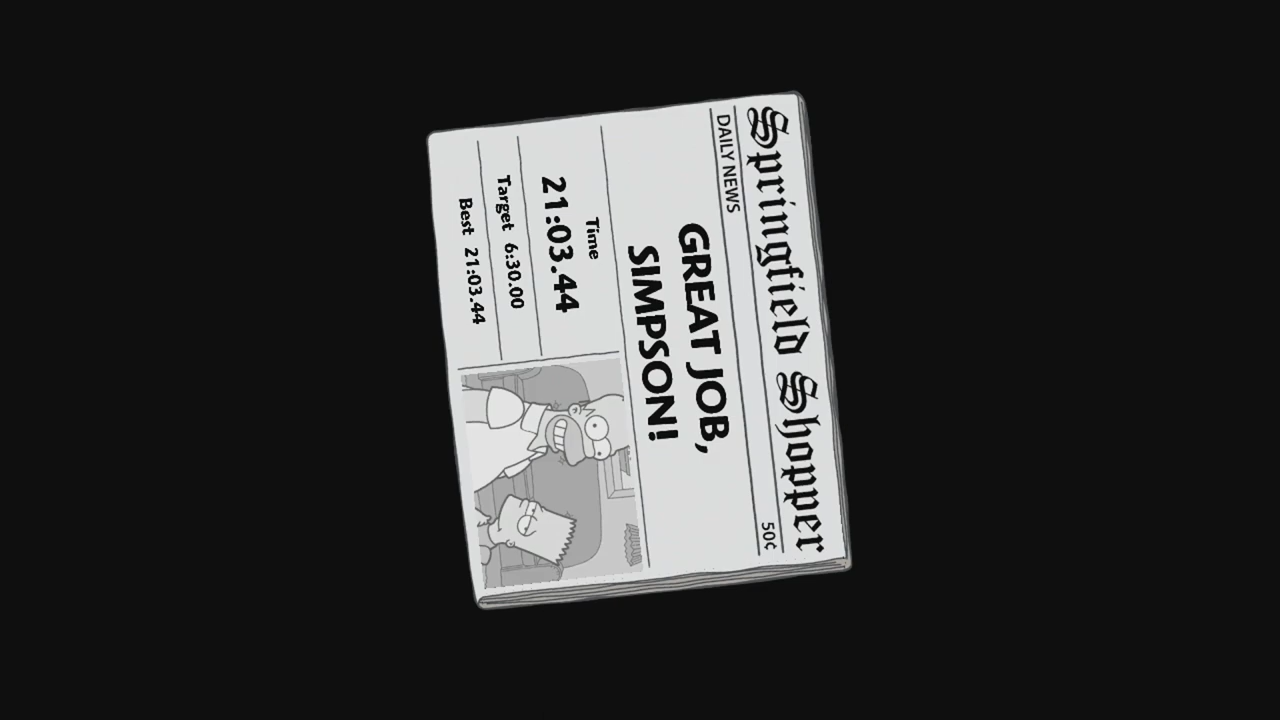 Springfield Shopper
DAILY NEWS 50¢
GREAT JOB,
SIMPSON!
Time
21:03.44
Target 6:30.00
Best 21:03.44